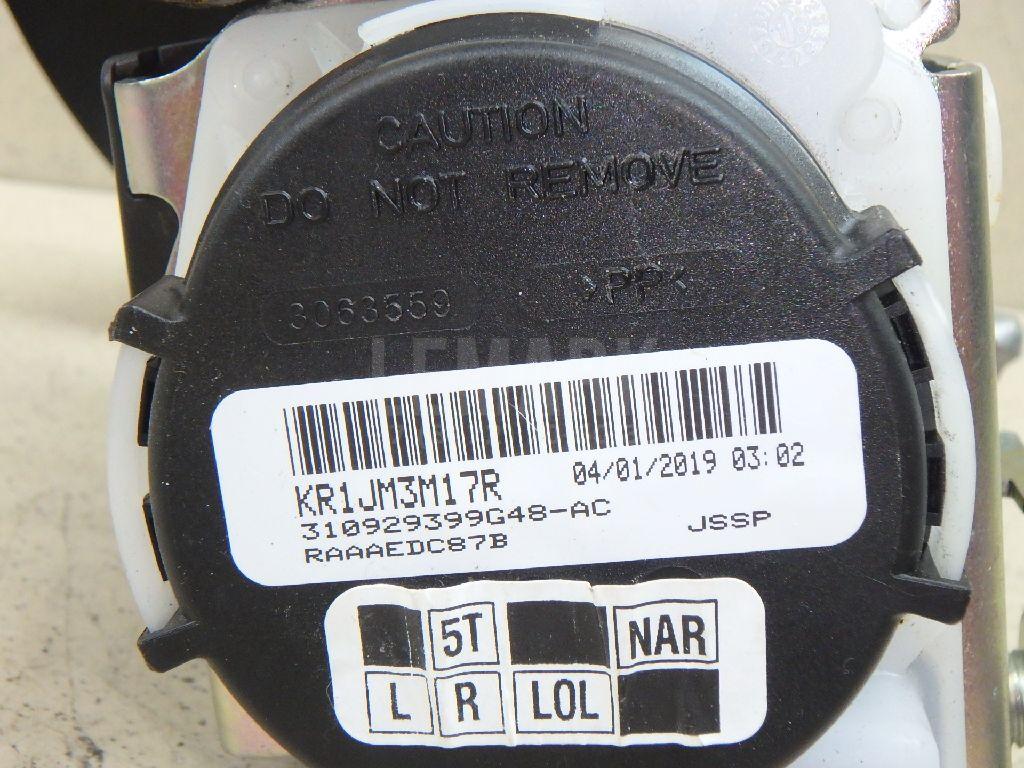 CAUTION
DO NOT REMOVE
3063559
>PP<
LEMARK
KR1JM3M17R
04/01/2019 03:02
310929399G48-AC
JSSP
RAAAEDC87B
5T
NAR
L R LOL